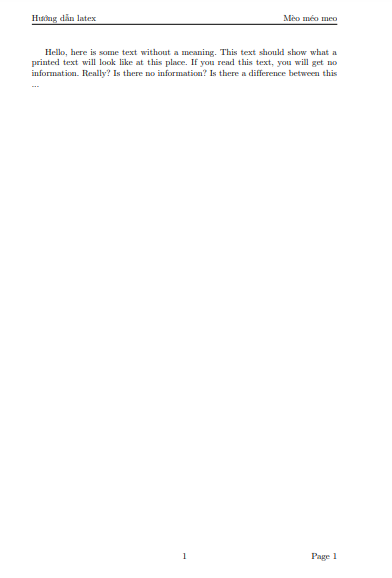 Hướng dẫn latex Mèo méo meo
Hello, here is some text without a meaning. This text should show what a
printed text will look like at this place. If you read this text, you will get no
information. Really? Is there no information? Is there a difference between this
...
1 Page 1